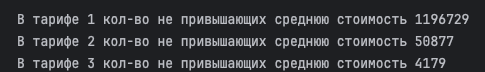 В тарифе 1 кол-во не привышающих среднюю стоимость 1196729
В тарифе 2 кол-во не привышающих среднюю стоимость 50877
В тарифе 3 кол-во не привышающих среднюю стоимость 4179